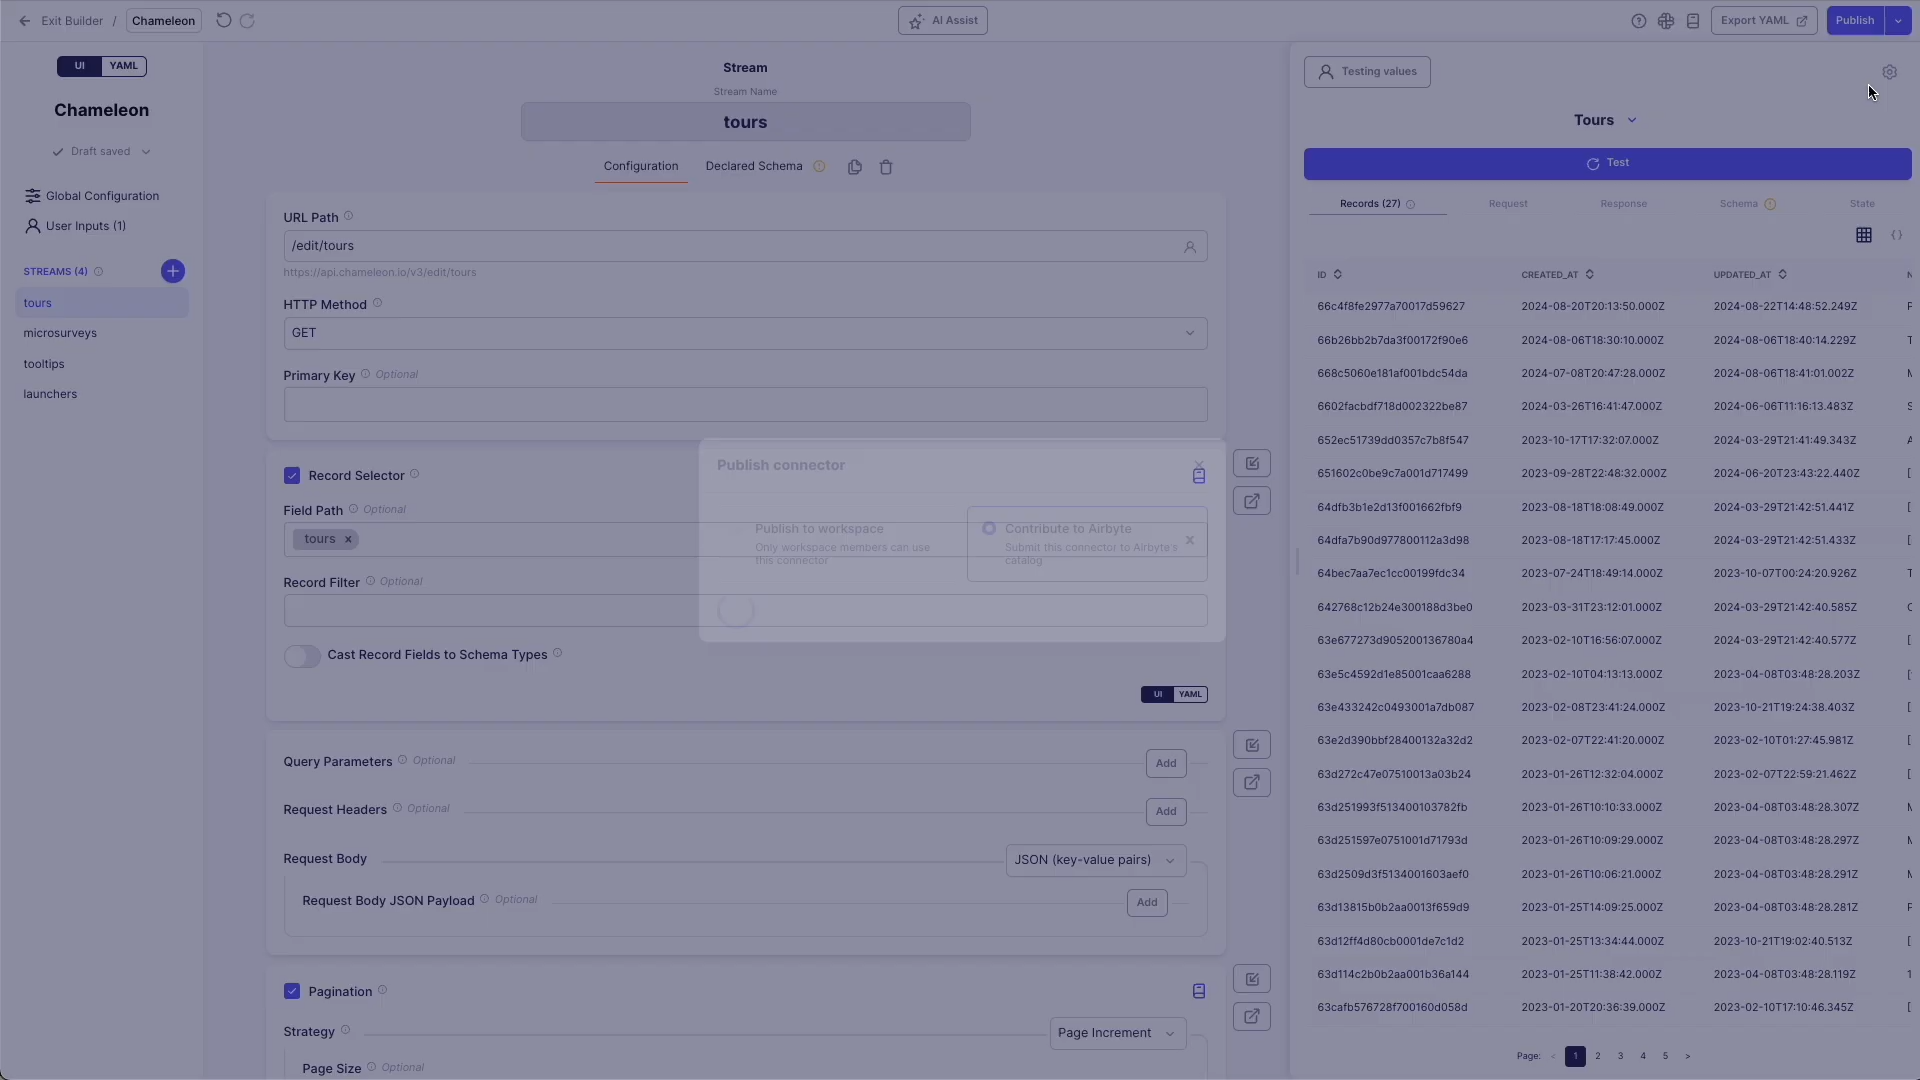 Exit Builder / Chameleon
AI Assist
Export YAML
Publish
UI YAML
Chameleon
Draft saved
Global Configuration
User Inputs (1)
STREAMS (4)
tours
microsurveys
tooltips
launchers
Stream
Stream Name
tours
Configuration Declared Schema
URL Path
/edit/tours
https://api.chameleon.io/v3/edit/tours
HTTP Method
GET
Primary Key Optional
Record Selector
Field Path Optional
tours
Record Filter Optional
Cast Record Fields to Schema Types
UI YAML
Publish connector
Publish to workspace
Only workspace members can use
this connector
Contribute to Airbyte
Submit this connector to Airbyte's
catalog
Query Parameters Optional Add
Request Headers Optional Add
Request Body JSON (key-value pairs)
Request Body JSON Payload Optional Add
Pagination
Strategy Page Increment
Page Size Optional
Testing values
Tours
Test
Records (27) Request Response Schema State
ID CREATED_AT UPDATED_AT
66c4f8fe2977a70017d59627 2024-08-20T20:13:50.000Z 2024-08-22T14:48:52.249Z
66b26bb2b7da3f00172f90e6 2024-08-06T18:30:10.000Z 2024-08-06T18:40:14.229Z
668c5060e181af001bdc54da 2024-07-08T20:47:28.000Z 2024-08-06T18:41:01.002Z
6602facbdf718d002322be87 2024-03-26T16:41:47.000Z 2024-06-06T11:16:13.483Z
652ec51739dd0357c7b8f547 2023-10-17T17:32:07.000Z 2024-03-29T21:41:49.343Z
651602c0be9c7a001d717499 2023-09-28T22:48:32.000Z 2024-06-20T23:43:22.440Z
64dfb3b1e2d13f001662fbf9 2023-08-18T18:08:49.000Z 2024-03-29T21:42:51.441Z
64dfa7b90d977800112a3d98 2023-08-18T17:17:45.000Z 2024-03-29T21:42:51.433Z
64bec7aa7ec1cc00199fdc34 2023-07-24T18:49:14.000Z 2023-10-07T00:24:20.926Z
642768c12b24e300188d3be0 2023-03-31T23:12:01.000Z 2024-03-29T21:42:40.585Z
63e677273d905200136780a4 2023-02-10T16:56:07.000Z 2024-03-29T21:42:40.577Z
63e5c4592d1e85001caa6288 2023-02-10T04:13:13.000Z 2023-04-08T03:48:28.203Z
63e433242c0493001a7db087 2023-02-08T23:41:24.000Z 2023-10-21T19:24:38.403Z
63e2d390bbf28400132a32d2 2023-02-07T22:41:20.000Z 2023-02-10T01:27:45.981Z
63d272c47e07510013a03b24 2023-01-26T12:32:04.000Z 2023-02-07T22:59:21.462Z
63d251993f513400103782fb 2023-01-26T10:10:33.000Z 2023-04-08T03:48:28.307Z
63d251597e0751001d71793d 2023-01-26T10:09:29.000Z 2023-04-08T03:48:28.297Z
63d2509d3f5134001603aef0 2023-01-26T10:06:21.000Z 2023-04-08T03:48:28.291Z
63d13815b0b2aa0013f659d9 2023-01-25T14:09:25.000Z 2023-04-08T03:48:28.281Z
63d12ff4d80cb0001de7c1d2 2023-01-25T13:34:44.000Z 2023-10-21T19:02:40.513Z
63d114c2b0b2aa001b36a144 2023-01-25T11:38:42.000Z 2023-04-08T03:48:28.119Z
63cafb576728f700160d058d 2023-01-20T20:36:39.000Z 2023-02-10T17:10:46.345Z
Page: < 1 2 3 4 5 >